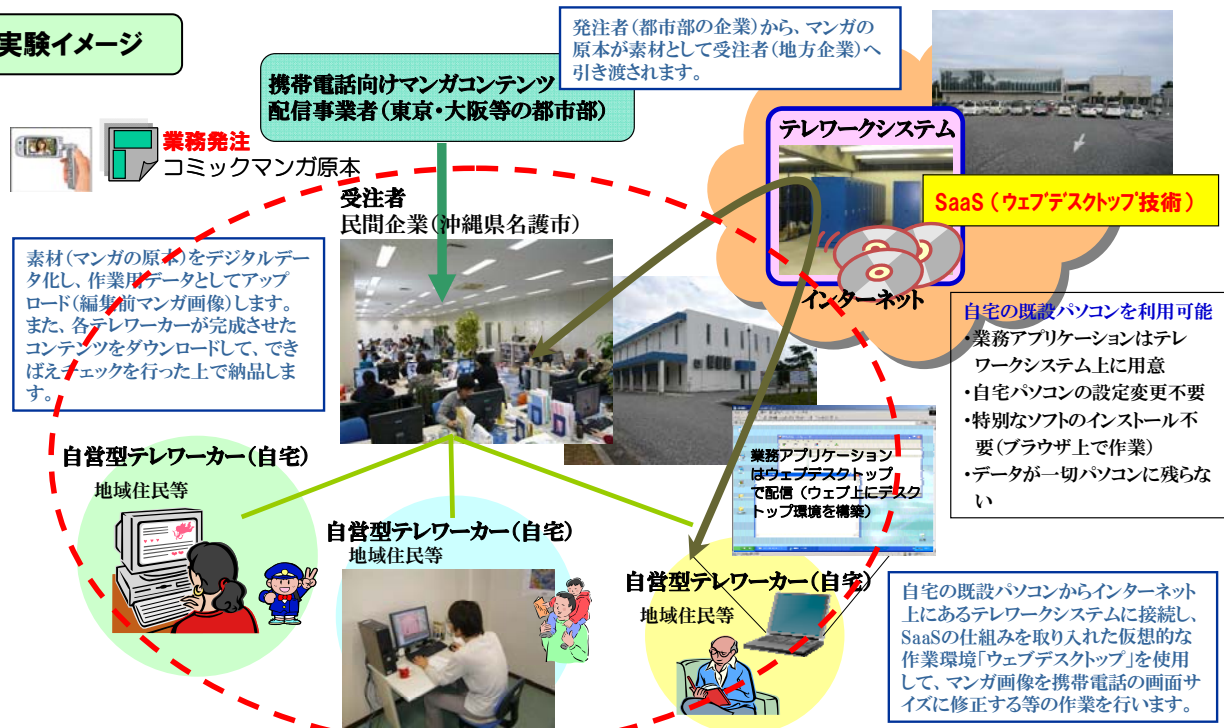 実験イメージ
発注者(都市部の企業)から、マンガの
原本が素材として受注者(地方企業)へ
引き渡されます。
携帯電話向けマンガコンテンツ
配信事業者(東京・大阪等の都市部)
業務発注
コミックマンガ原本
テレワークシステム
SaaS(ウェブデスクトップ技術)
インターネット
受注者
民間企業(沖縄県名護市)
素材(マンガの原本)をデジタルデー
タ化し、作業用データとしてアップ
ロード(編集前マンガ画像)します。
また、各テレワーカーが完成させた
コンテンツをダウンロードして、でき
ばえチェックを行った上で納品しま
す。
自宅の既設パソコンを利用可能
・業務アプリケーションはテレ
ワークシステム上に用意
・自宅パソコンの設定変更不要
・特別なソフトのインストール不
要(ブラウザ上で作業)
・データが一切パソコンに残らな
い
業務アプリケーション
はウェブデスクトップ
で配信(ウェブ上にデスク
トップ環境を構築)
自営型テレワーカー(自宅)
地域住民等
自営型テレワーカー(自宅)
地域住民等
自営型テレワーカー(自宅)
地域住民等
自宅の既設パソコンからインターネット
上にあるテレワークシステムに接続し、
SaaSの仕組みを取り入れた仮想的な
作業環境「ウェブデスクトップ」を使用
して、マンガ画像を携帯電話の画面サ
イズに修正する等の作業を行います。